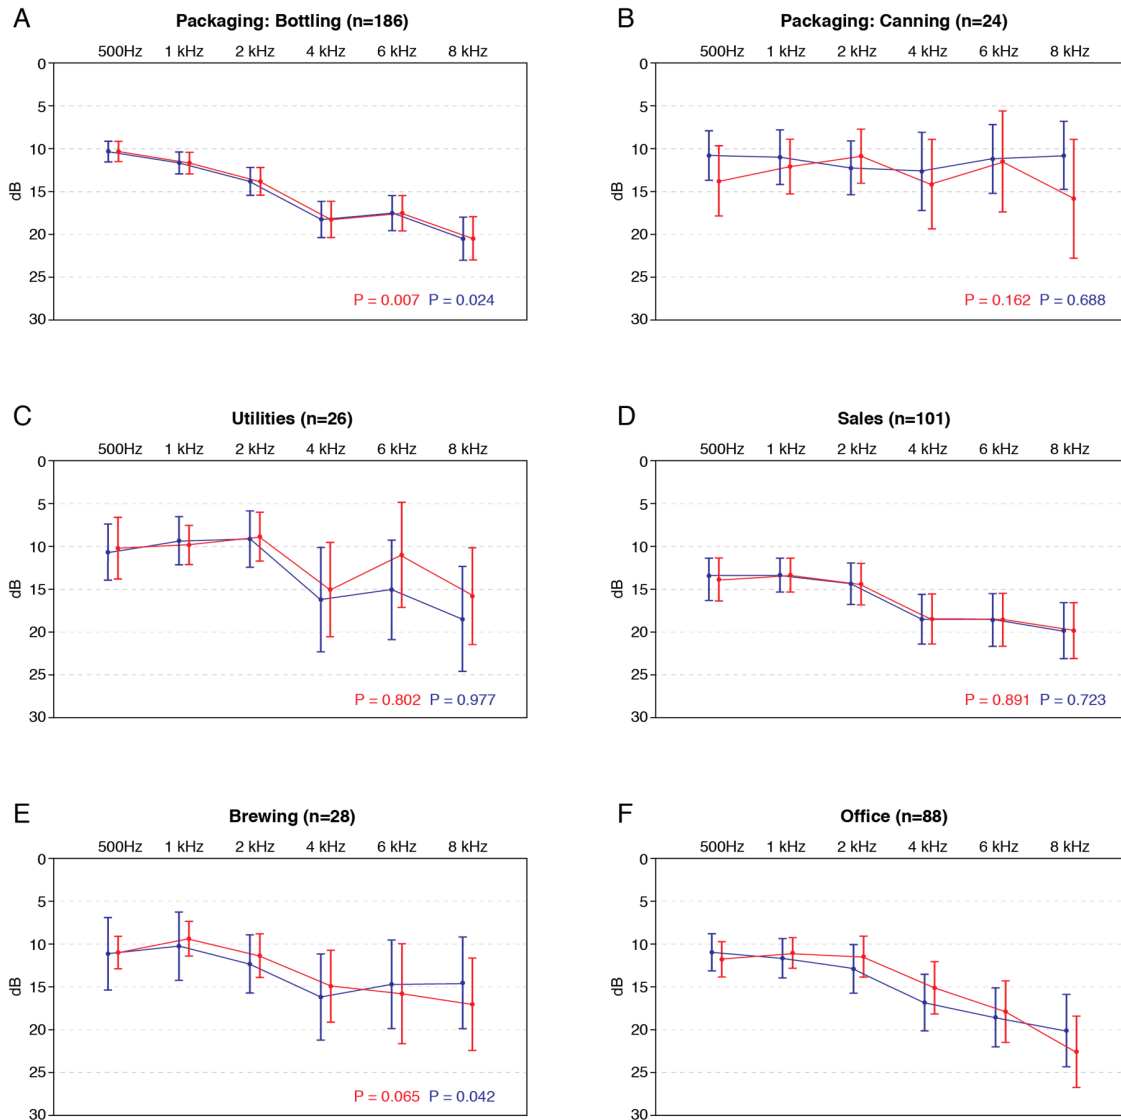 A
Packaging: Bottling (n=186)
500Hz 1 kHz 2 kHz 4 kHz 6 kHz 8 kHz
0
5
10
15
20
25
30
dB
P = 0.007 P = 0.024
B
Packaging: Canning (n=24)
500Hz 1 kHz 2 kHz 4 kHz 6 kHz 8 kHz
0
5
10
15
20
25
30
dB
P = 0.162 P = 0.688
C
Utilities (n=26)
500Hz 1 kHz 2 kHz 4 kHz 6 kHz 8 kHz
0
5
10
15
20
25
30
dB
P = 0.802 P = 0.977
D
Sales (n=101)
500Hz 1 kHz 2 kHz 4 kHz 6 kHz 8 kHz
0
5
10
15
20
25
30
dB
P = 0.891 P = 0.723
E
Brewing (n=28)
500Hz 1 kHz 2 kHz 4 kHz 6 kHz 8 kHz
0
5
10
15
20
25
30
dB
P = 0.065 P = 0.042
F
Office (n=88)
500Hz 1 kHz 2 kHz 4 kHz 6 kHz 8 kHz
0
5
10
15
20
25
30
dB